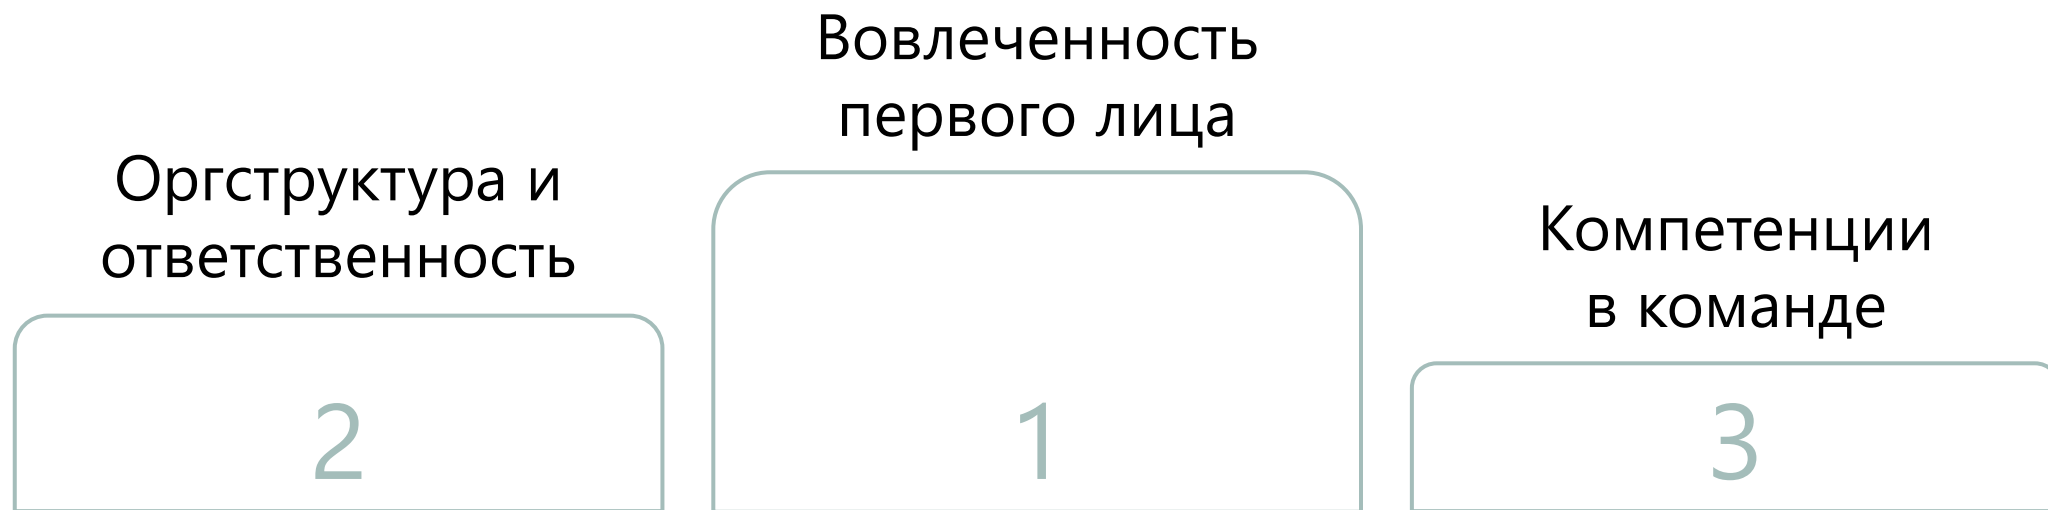 Вовлеченность
первого лица
Оргструктура и
ответственность
Компетенции
в команде
2
1
3